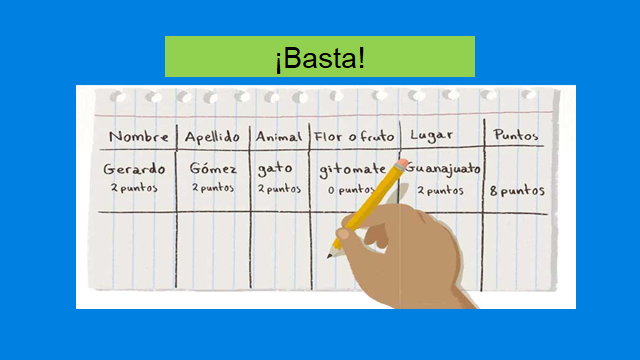 ¡Basta!
Nombre Apellido Animal Flor o fruto Lugar Puntos
Gerardo Gómez gato gitomate Guanajuato
2 puntos 2 puntos 2 puntos 0 puntos 2 puntos 8 puntos